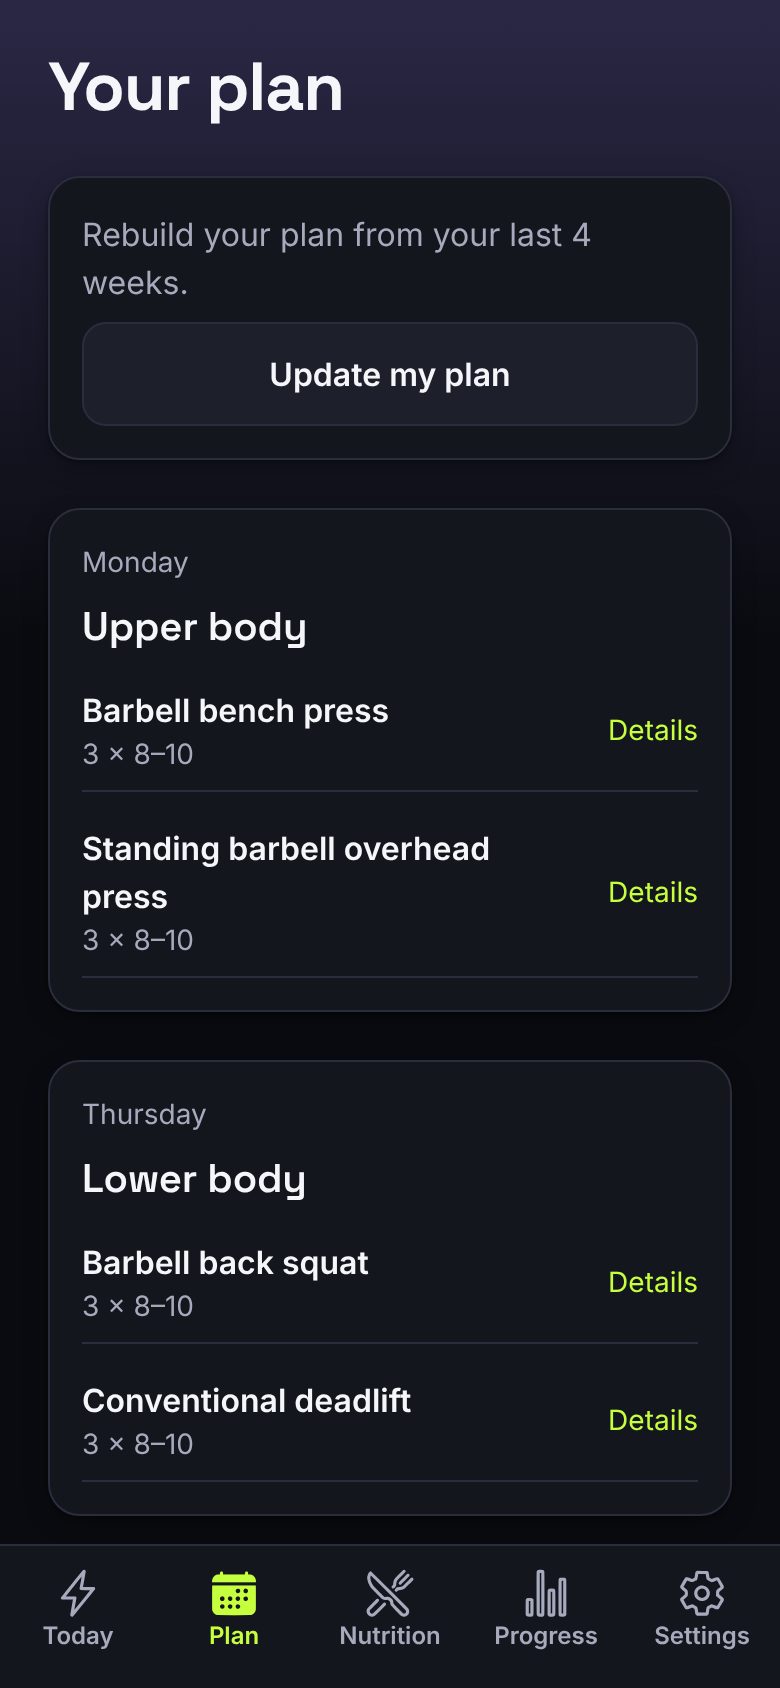 Your plan
Rebuild your plan from your last 4
weeks.
Update my plan
Monday
Upper body
Barbell bench press
3 × 8–10
Details
Standing barbell overhead
press
3 × 8–10
Details
Thursday
Lower body
Barbell back squat
3 × 8–10
Details
Conventional deadlift
3 × 8–10
Details
Today
Plan
Nutrition
Progress
Settings